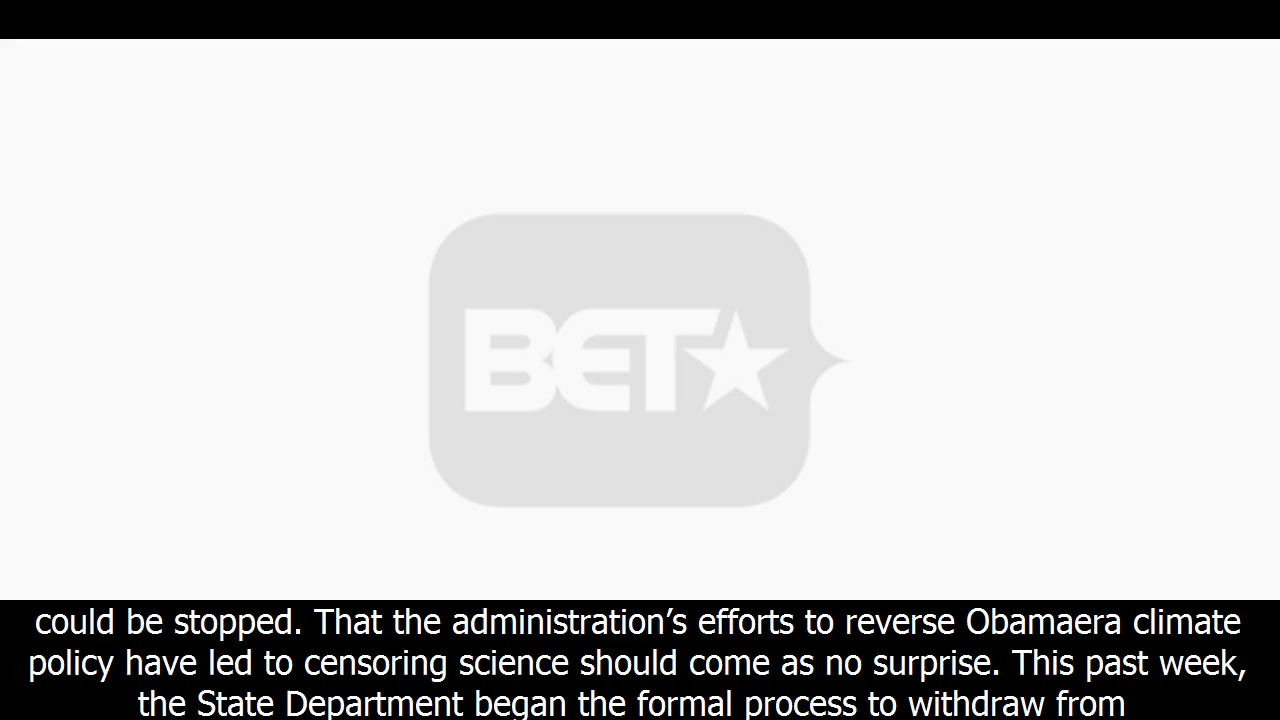 BET
could be stopped. That the administration’s efforts to reverse Obamaera climate
policy have led to censoring science should come as no surprise. This past week,
the State Department began the formal process to withdraw from